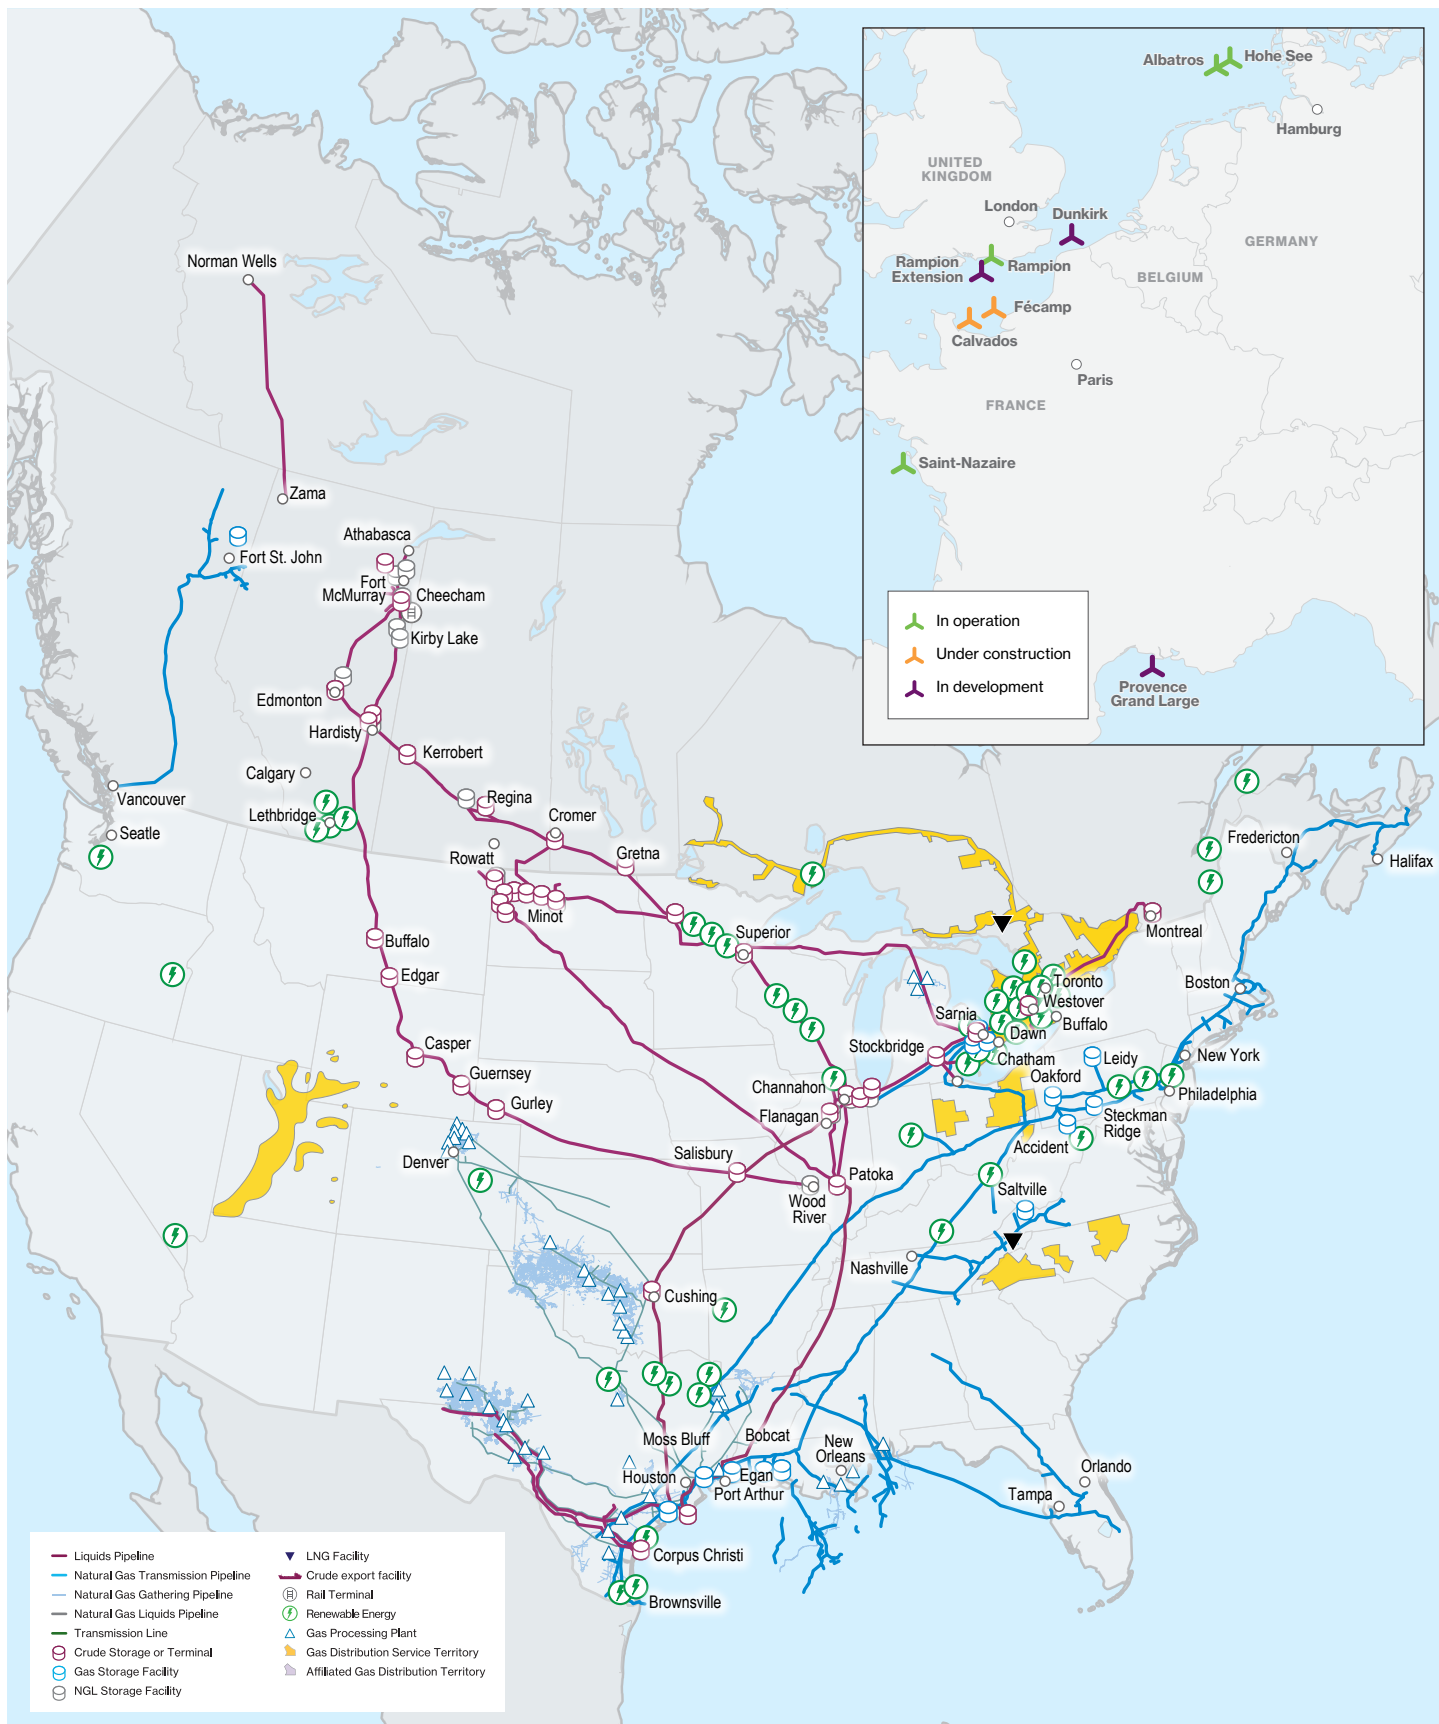 Albatros
Hohe See
Hamburg
UNITED
KINGDOM
London
Dunkirk
GERMANY
Rampion
Extension
Rampion
BELGIUM
Fécamp
Calvados
Paris
FRANCE
Saint-Nazaire
In operation
Under construction
In development
Provence
Grand Large
Norman Wells
Zama
Athabasca
Fort St. John
Fort
McMurray
Cheecham
Kirby Lake
Edmonton
Hardisty
Kerrobert
Calgary
Vancouver
Regina
Lethbridge
Seatle
Cromer
Rowatt
Gretna
Fredericton
Halifax
Minot
Superior
Montreal
Buffalo
Edgar
Toronto
Boston
Westover
Sarnia
Buffalo
Dawn
Casper
Stockbridge
Chatham
Leidy
New York
Guernsey
Channahon
Oakford
Philadelphia
Gurley
Flanagan
Steckman
Ridge
Accident
Denver
Salisbury
Patoka
Wood
River
Saltville
Nashville
Cushing
Moss Bluff
Bobcat
New
Orleans
Houston
Egan
Port Arthur
Orlando
Tampa
Corpus Christi
Brownsville
Liquids Pipeline
Natural Gas Transmission Pipeline
Natural Gas Gathering Pipeline
Natural Gas Liquids Pipeline
Transmission Line
Crude Storage or Terminal
Gas Storage Facility
NGL Storage Facility
LNG Facility
Crude export facility
Rail Terminal
Renewable Energy
Gas Processing Plant
Gas Distribution Service Territory
Affiliated Gas Distribution Territory